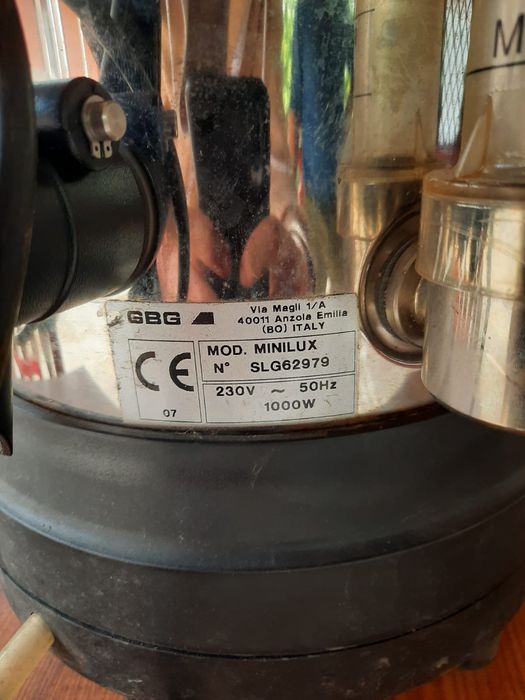 M
GBG
Via Magli 1/A
40011 Anzola Emilia
(BO) ITALY
CE
07
MOD. MINILUX
N° SLG62979
230V ~ 50Hz
1000W